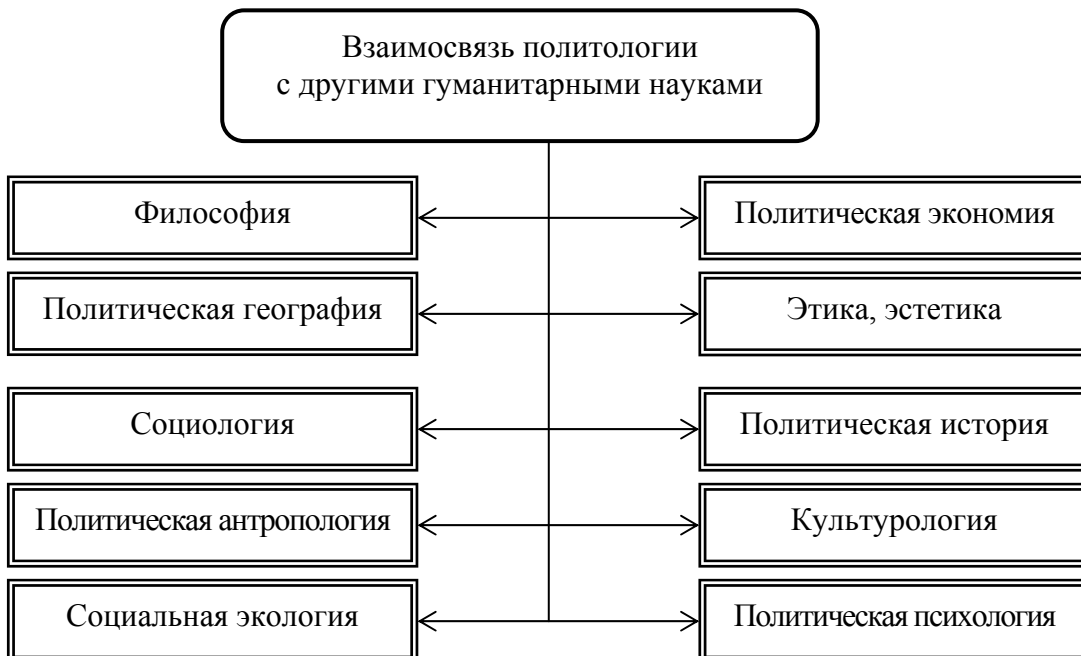 Взаимосвязь политологии
с другими гуманитарными науками
Философия
Политическая экономия
Политическая география
Этика, эстетика
Социология
Политическая история
Политическая антропология
Культурология
Социальная экология
Политическая психология